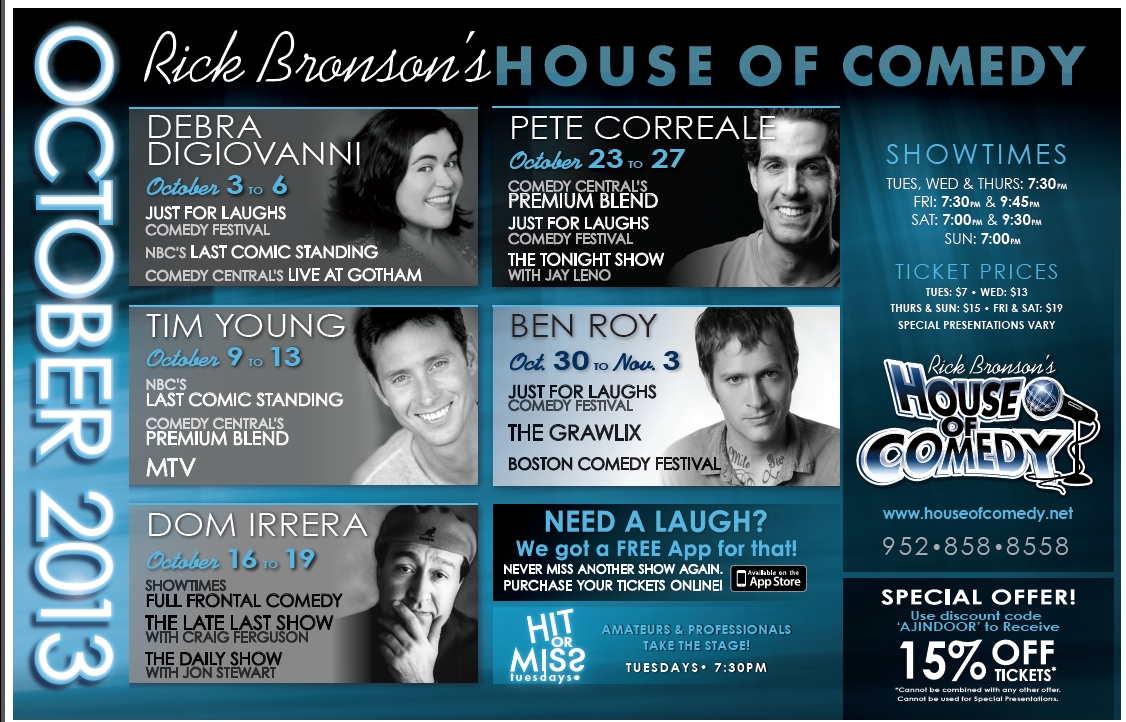 OCTOBER 2013
Rick Bronson's HOUSE OF COMEDY
DEBRA
DIGIOVANNI
October 3 TO 6
JUST FOR LAUGHS
COMEDY FESTIVAL
NBC'S LAST COMIC STANDING
COMEDY CENTRAL'S LIVE AT GOTHAM
TIM YOUNG
October 9 TO 13
NBC'S
LAST COMIC STANDING
COMEDY CENTRAL'S
PREMIUM BLEND
MTV
DOM IRRERA
October 16 TO 19
SHOWTIMES
FULL FRONTAL COMEDY
THE LATE LAST SHOW
WITH CRAIG FERGUSON
THE DAILY SHOW
WITH JON STEWART
PETE CORREALE
October 23 TO 27
COMEDY CENTRAL'S
PREMIUM BLEND
JUST FOR LAUGHS
COMEDY FESTIVAL
THE TONIGHT SHOW
WITH JAY LENO
BEN ROY
Oct. 30 TO Nov. 3
JUST FOR LAUGHS
COMEDY FESTIVAL
THE GRAWLIX
BOSTON COMEDY FESTIVAL
NEED A LAUGH?
We got a FREE App for that!
NEVER MISS ANOTHER SHOW AGAIN.
PURCHASE YOUR TICKETS ONLINE!
Available on the
App Store
HIT
OR
MISS
tuesdays•
AMATEURS & PROFESSIONALS
TAKE THE STAGE!
TUESDAYS• 7:30PM
SHOWTIMES
TUES, WED & THURS: 7:30PM
FRI: 7:30PM & 9:45PM
SAT: 7:00PM & 9:30PM
SUN: 7:00PM
TICKET PRICES
TUES: $7 • WED: $13
THURS & SUN: $15 • FRI & SAT: $19
SPECIAL PRESENTATIONS VARY
Rick Bronson's
HOUSE
OF
COMEDY
www.houseofcomedy.net
952•858•8558
SPECIAL OFFER!
Use discount code
'AJINDOOR' to Receive
15% OFF
TICKETS*
*Cannot be combined with any other offer.
Cannot be used for Special Presentations.